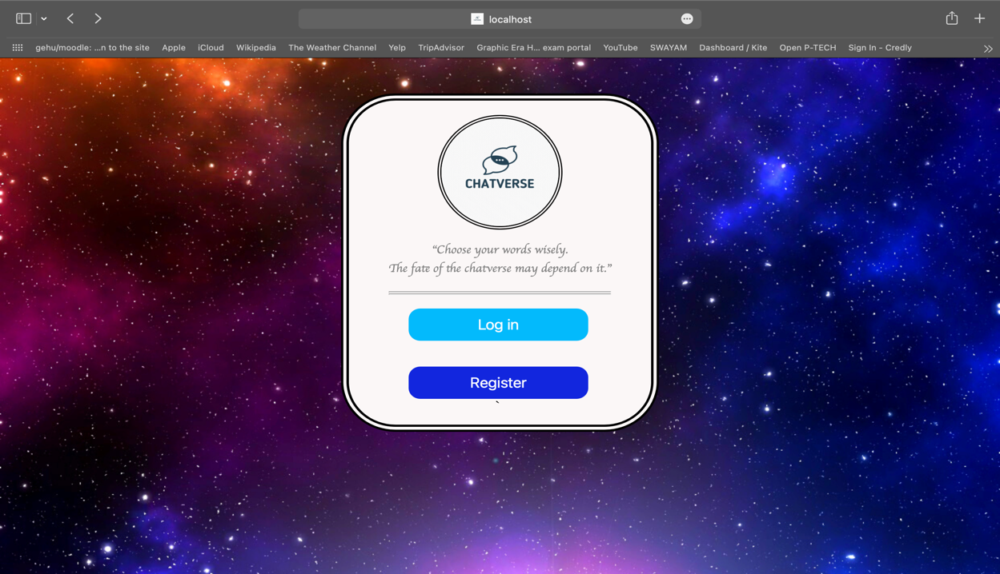 localhost
gehu/moodle: ...n to the site Apple iCloud Wikipedia The Weather Channel Yelp TripAdvisor Graphic Era H... exam portal YouTube SWAYAM Dashboard / Kite Open P-TECH Sign In - Credly
CHATVERSE
“Choose your words wisely.
The fate of the chatverse may depend on it.”
Log in
Register
`